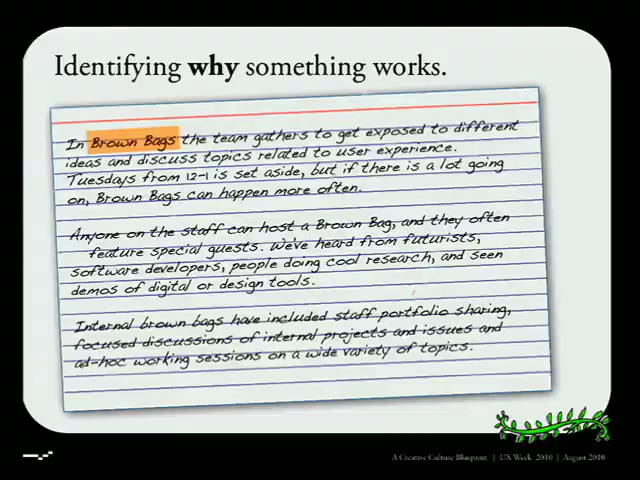 Identifying why something works.
In Brown Bags the team gathers to get exposed to different
ideas and discuss topics related to user experience.
Tuesdays from 12-1 is set aside, but if there is a lot going
on, Brown Bags can happen more often.
Anyone on the staff can host a Brown Bag, and they often
feature special guests. We've heard from futurists,
software developers, people doing cool research, and seen
demos of digital or design tools.
Internal brown bags have included staff portfolio sharing,
focused discussions of internal projects and issues and
ad-hoc working sessions on a wide variety of topics.
A Creative Culture Blueprint | UX Week 2010 | August 2010